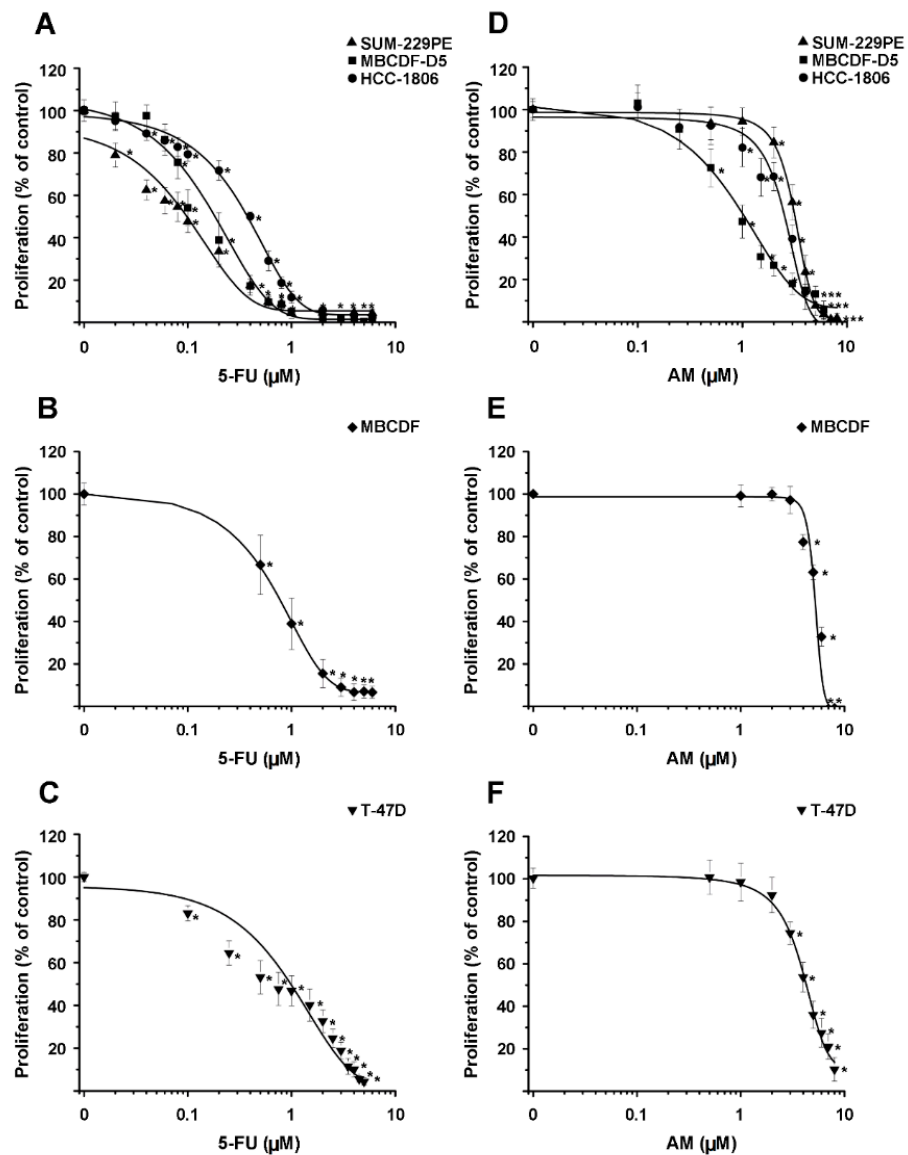 A
SUM-229PE
MBCDF-D5
HCC-1806
Proliferation (% of control)
120
100
80
60
40
20
0
0.1
1
10
5-FU (µM)
* * * * * * * * * * * * * * * * * * * * * * * * * *
D
SUM-229PE
MBCDF-D5
HCC-1806
Proliferation (% of control)
120
100
80
60
40
20
0
0.1
1
10
AM (µM)
B
MBCDF
Proliferation (% of control)
120
100
80
60
40
20
0
0.1
1
10
5-FU (µM)
E
MBCDF
Proliferation (% of control)
120
100
80
60
40
20
0
0.1
1
10
AM (µM)
C
T-47D
Proliferation (% of control)
120
100
80
60
40
20
0
0.1
1
10
5-FU (µM)
F
T-47D
Proliferation (% of control)
120
100
80
60
40
20
0
0.1
1
10
AM (µM)